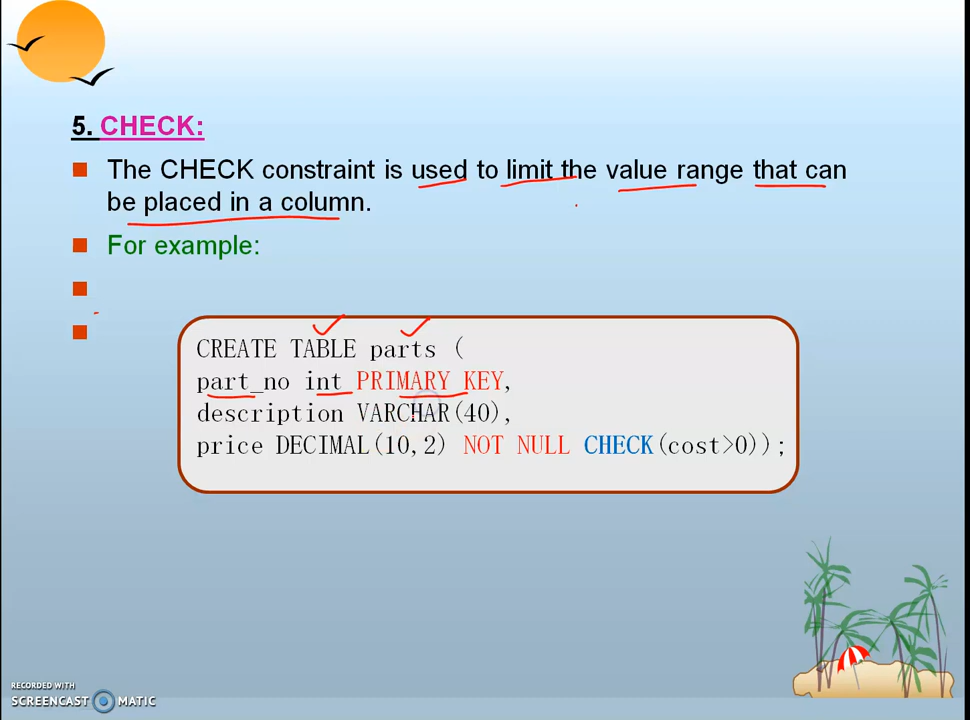 5. CHECK:
The CHECK constraint is used to limit the value range that can
be placed in a column.
For example:
CREATE TABLE parts (
part_no int PRIMARY KEY,
description VARCHAR(40),
price DECIMAL(10,2) NOT NULL CHECK(cost>0));
RECORDED WITH
SCREENCAST MATIC